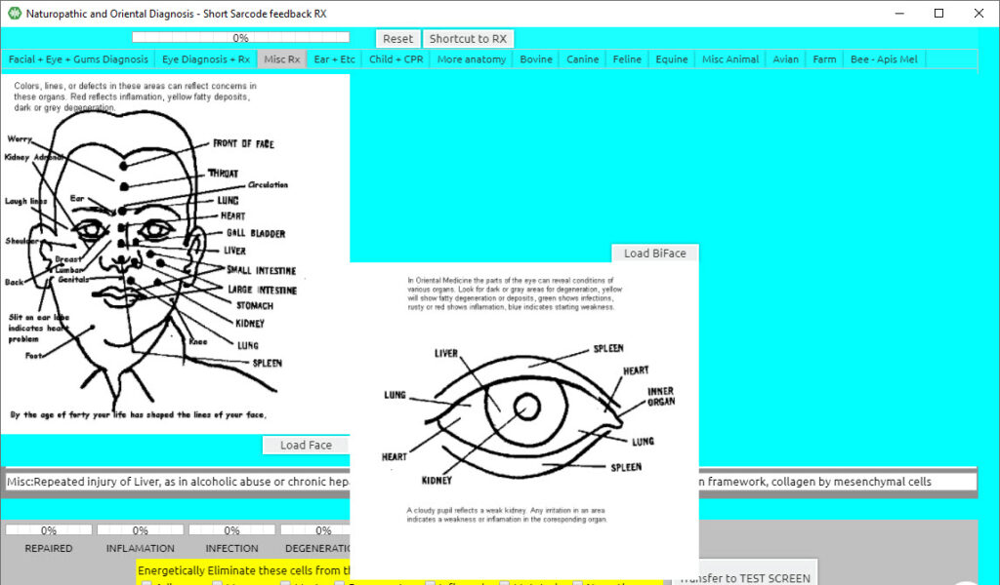 Naturopathic and Oriental Diagnosis - Short Sarcode feedback RX
0%
Reset
Shortcut to RX
Facial + Eye + Gums Diagnosis
Eye Diagnosis + Rx
Misc Rx
Ear + Etc
Child + CPR
More anatomy
Bovine
Canine
Feline
Equine
Misc Animal
Avian
Farm
Bee - Apis Mel
Colors, lines, or defects in these areas can reflect concerns in
these organs. Red reflects inflamation, yellow fatty deposits,
dark or grey degeneration.
Worry
Kidney Adrenal
Laugh lines
Ear
Shoulder
Breast
Lumbar
Genitals
Back
Slit on ear lobe
indicates heart
problem
Foot
Knee
FRONT OF FACE
THROAT
Circulation
LUNG
HEART
GALL BLADDER
LIVER
SMALL INTESTINE
LARGE INTESTINE
STOMACH
KIDNEY
LUNG
SPLEEN
By the age of forty your life has shaped the lines of your face.
Load Face
Load BiFace
In Oriental Medicine the parts of the eye can reveal conditions of
various organs. Look for dark or gray areas for degeneration, yellow
will show fatty degeneration or deposits, green shows infections,
rusty or red shows inflamation, blue indicates starting weakness.
LIVER
SPLEEN
HEART
INNER
ORGAN
LUNG
LUNG
HEART
KIDNEY
SPLEEN
A cloudy pupil reflects a weak kidney. Any irritation in an area
indicates a weakness or inflamation in the coresponding organ.
Misc:Repeated injury of Liver, as in alcoholic abuse or chronic hepa
n framework, collagen by mesenchymal cells
0%
0%
0%
0%
REPAIRED
INFLAMATION
INFECTION
DEGENERATIO
Energetically Eliminate these cells from th
Transfer to TEST SCREEN